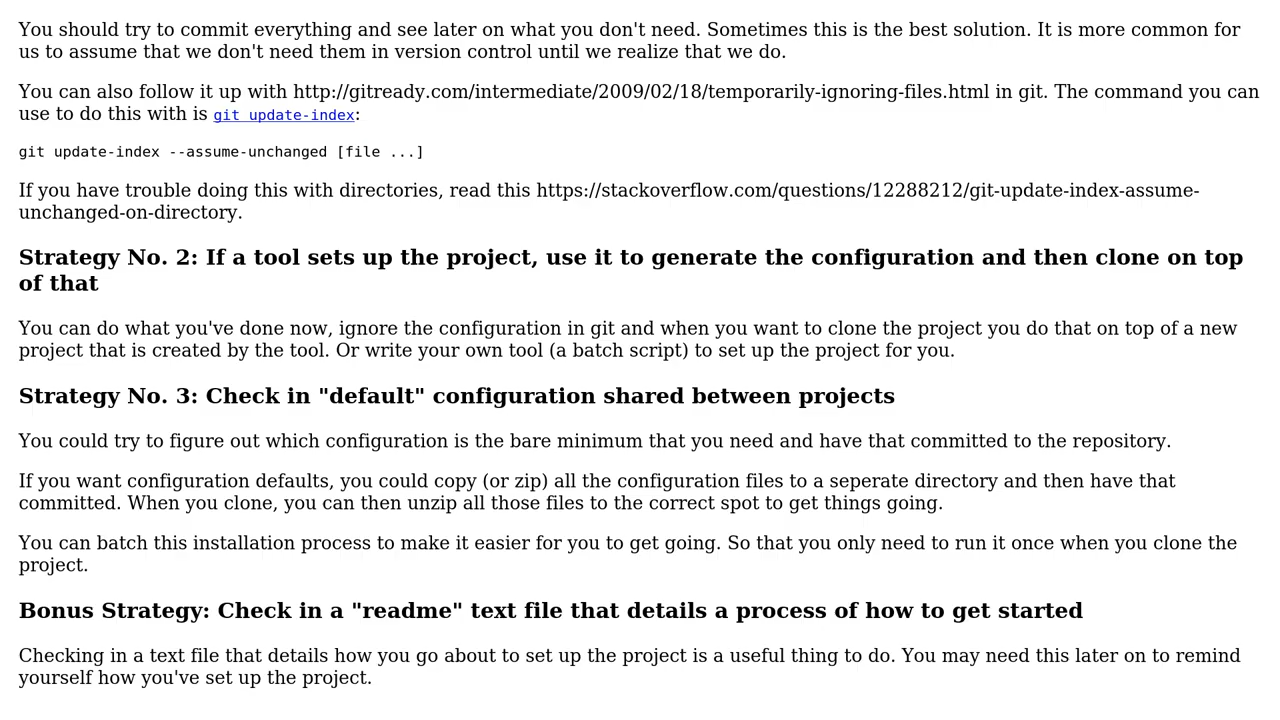 You should try to commit everything and see later on what you don't need. Sometimes this is the best solution. It is more common for
us to assume that we don't need them in version control until we realize that we do.
You can also follow it up with http://gitready.com/intermediate/2009/02/18/temporarily-ignoring-files.html in git. The command you can
use to do this with is git update-index:
git update-index --assume-unchanged [file ...]
If you have trouble doing this with directories, read this https://stackoverflow.com/questions/12288212/git-update-index-assume-
unchanged-on-directory.
Strategy No. 2: If a tool sets up the project, use it to generate the configuration and then clone on top
of that
You can do what you've done now, ignore the configuration in git and when you want to clone the project you do that on top of a new
project that is created by the tool. Or write your own tool (a batch script) to set up the project for you.
Strategy No. 3: Check in "default" configuration shared between projects
You could try to figure out which configuration is the bare minimum that you need and have that committed to the repository.
If you want configuration defaults, you could copy (or zip) all the configuration files to a seperate directory and then have that
committed. When you clone, you can then unzip all those files to the correct spot to get things going.
You can batch this installation process to make it easier for you to get going. So that you only need to run it once when you clone the
project.
Bonus Strategy: Check in a "readme" text file that details a process of how to get started
Checking in a text file that details how you go about to set up the project is a useful thing to do. You may need this later on to remind
yourself how you've set up the project.